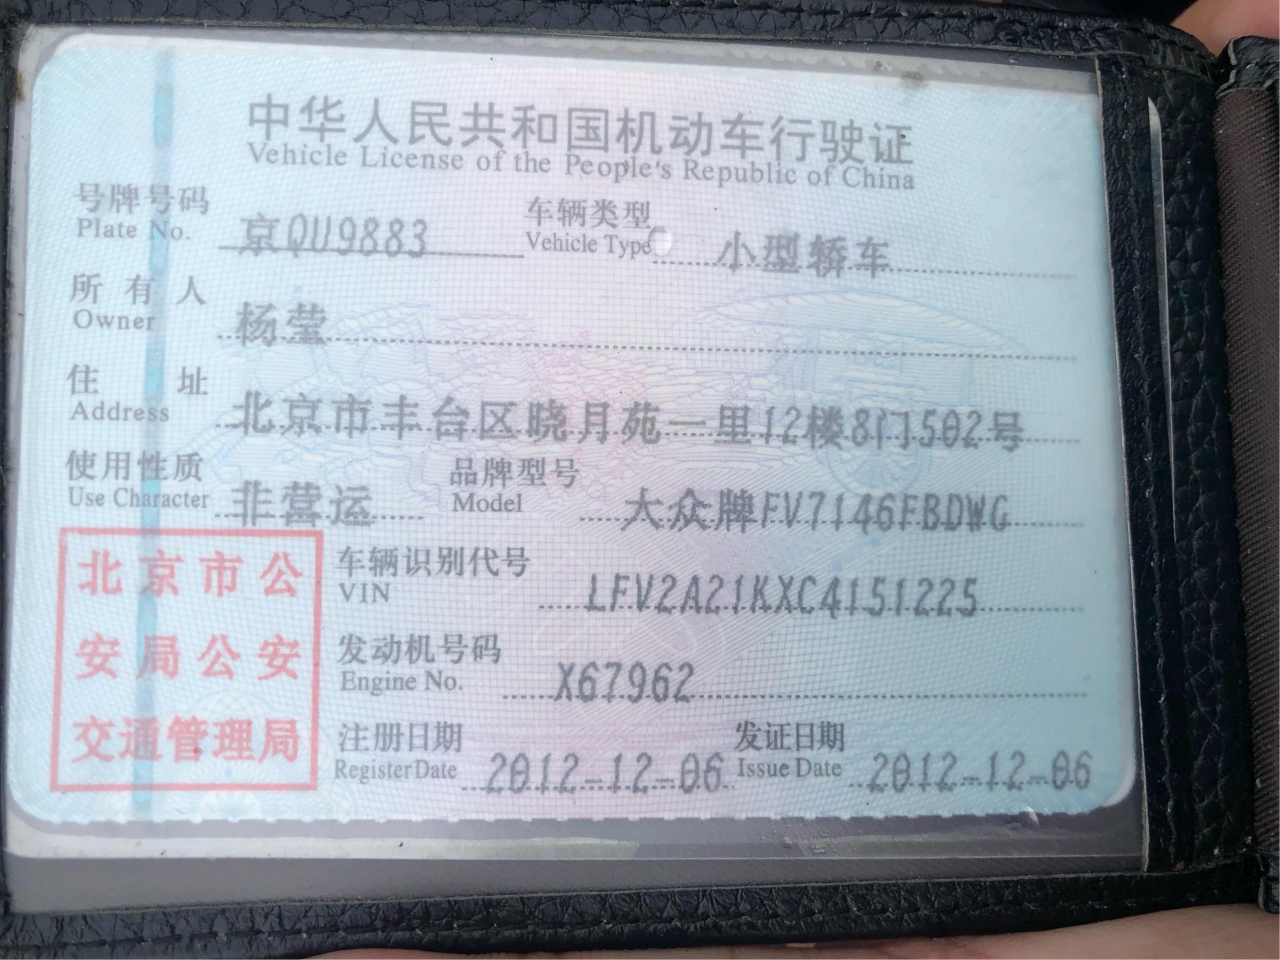 中华人民共和国机动车行驶证
Vehicle License of the People's Republic of China
号牌号码 京QU9883 车辆类型 小型轿车
Plate No. Vehicle Type
所有人 杨莹
Owner
住址 北京市丰台区晓月苑一里12楼8门502号
Address
使用性质 非营运 品牌型号 大众牌FV7146FBDWG
Use Character Model
北京市公
安局公安
交通管理局
车辆识别代号 LFV2A21KXC4151225
VIN
发动机号码 X67962
Engine No.
注册日期 2012-12-06 发证日期 2012-12-06
Register Date Issue Date